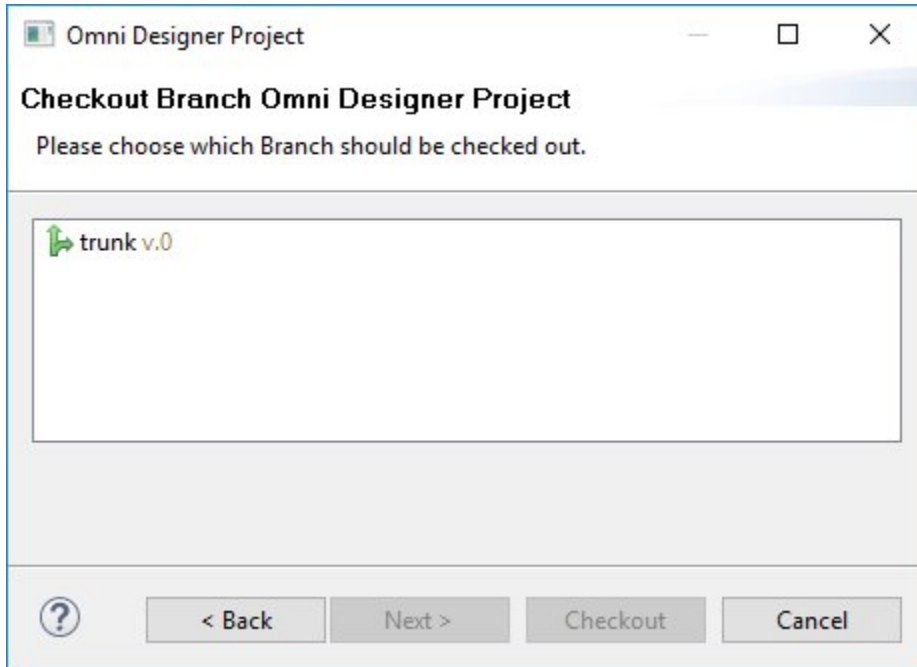 Omni Designer Project
Checkout Branch Omni Designer Project
Please choose which Branch should be checked out.
trunk v.0
?
< Back Next > Checkout Cancel